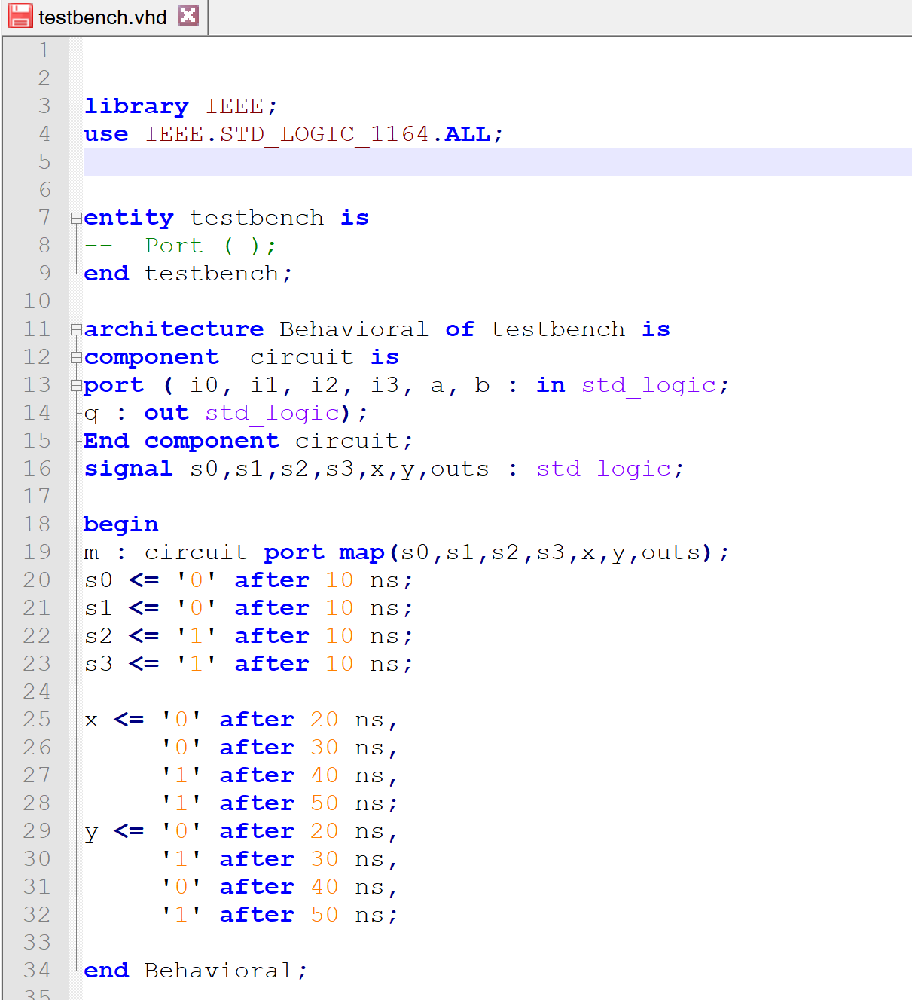 testbench.vhd
1
2
3 library IEEE;
4 use IEEE.STD_LOGIC_1164.ALL;
5
6
7 entity testbench is
8 --  Port ( );
9 end testbench;
10
11 architecture Behavioral of testbench is
12 component  circuit is
13 port ( i0, i1, i2, i3, a, b : in std_logic;
14 q : out std_logic);
15 End component circuit;
16 signal s0,s1,s2,s3,x,y,outs : std_logic;
17
18 begin
19 m : circuit port map(s0,s1,s2,s3,x,y,outs);
20 s0 <= '0' after 10 ns;
21 s1 <= '0' after 10 ns;
22 s2 <= '1' after 10 ns;
23 s3 <= '1' after 10 ns;
24
25 x <= '0' after 20 ns,
26      '0' after 30 ns,
27      '1' after 40 ns,
28      '1' after 50 ns;
29 y <= '0' after 20 ns,
30      '1' after 30 ns,
31      '0' after 40 ns,
32      '1' after 50 ns;
33
34 end Behavioral;
35